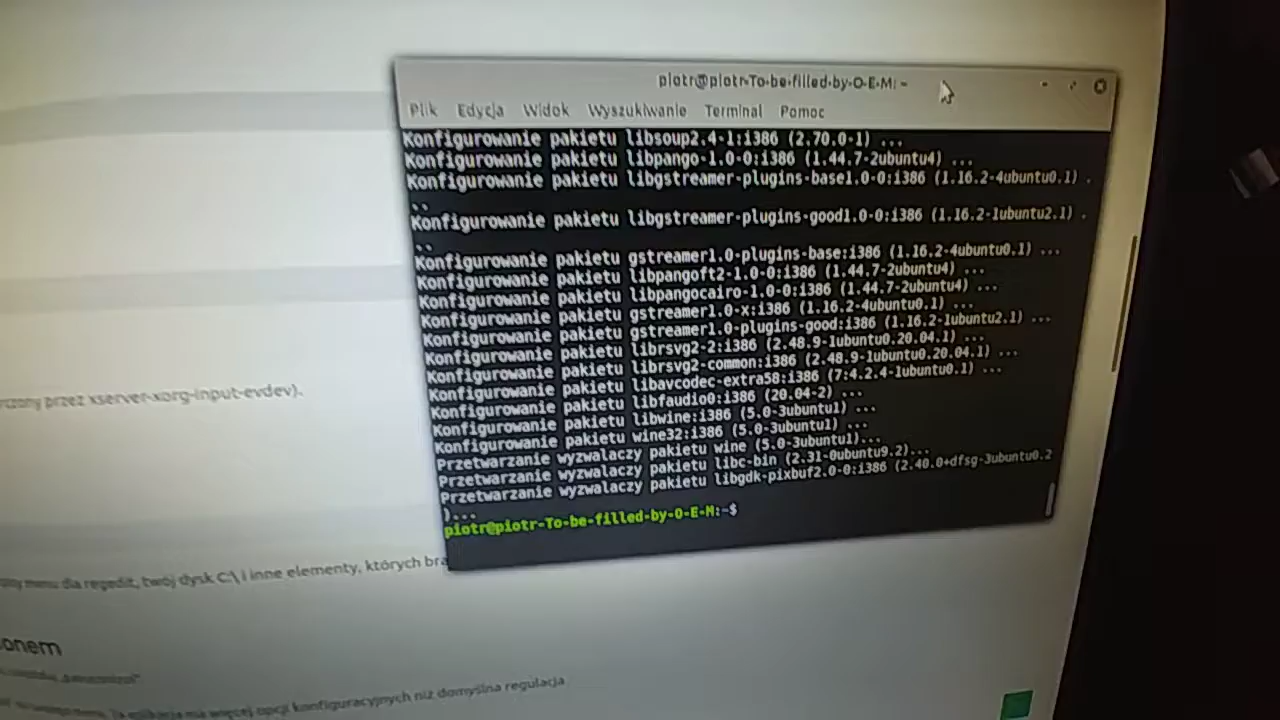 piotr@piotr-To-be-filled-by-O-E-M: ~
Plik Edycja Widok Wyszukiwanie Terminal Pomoc
Konfigurowanie pakietu libsoup2.4-1:i386 (2.70.0-1) ...
Konfigurowanie pakietu libpango-1.0-0:i386 (1.44.7-2ubuntu4) ...
Konfigurowanie pakietu libgstreamer-plugins-base1.0-0:i386 (1.16.2-4ubuntu0.1) .
..
Konfigurowanie pakietu libgstreamer-plugins-good1.0-0:i386 (1.16.2-1ubuntu2.1) .
..
Konfigurowanie pakietu gstreamer1.0-plugins-base:i386 (1.16.2-4ubuntu0.1) ...
Konfigurowanie pakietu libpangoft2-1.0-0:i386 (1.44.7-2ubuntu4) ...
Konfigurowanie pakietu libpangocairo-1.0-0:i386 (1.44.7-2ubuntu4) ...
Konfigurowanie pakietu gstreamer1.0-x:i386 (1.16.2-4ubuntu0.1) ...
Konfigurowanie pakietu gstreamer1.0-plugins-good:i386 (1.16.2-1ubuntu2.1) ...
Konfigurowanie pakietu librsvg2-2:i386 (2.48.9-1ubuntu0.20.04.1) ...
Konfigurowanie pakietu librsvg2-common:i386 (2.48.9-1ubuntu0.20.04.1) ...
Konfigurowanie pakietu libavcodec-extra58:i386 (7:4.2.4-1ubuntu0.1) ...
Konfigurowanie pakietu libfaudio0:i386 (20.04-2) ...
Konfigurowanie pakietu libwine:i386 (5.0-3ubuntu1) ...
Konfigurowanie pakietu wine32:i386 (5.0-3ubuntu1) ...
Przetwarzanie wyzwalaczy pakietu wine (5.0-3ubuntu1)...
Przetwarzanie wyzwalaczy pakietu libc-bin (2.31-0ubuntu9.2)...
Przetwarzanie wyzwalaczy pakietu libgdk-pixbuf2.0-0:i386 (2.40.0+dfsg-3ubuntu0.2
)...
piotr@piotr-To-be-filled-by-O-E-M:~$
przez xserver-xorg-input-evdev).
menu dla regedit, twój dysk C:\ i inne elementy, których bra
onem
aplikacja ma więcej opcji konfiguracyjnych niż domyślna regulacja